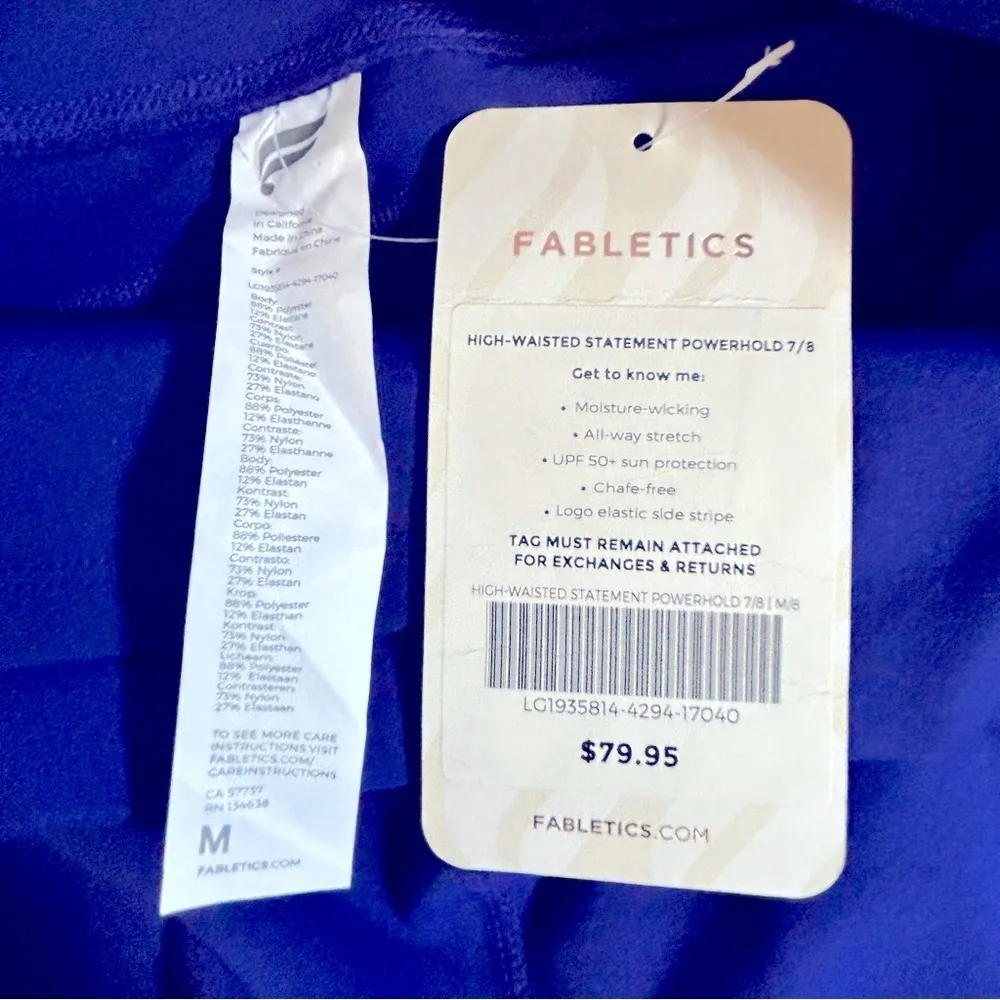 Designed
in California
Made in China
Fabriqué en Chine
Style #
LG1935814-4294-17040
Body:
88% Polyester
12% Elastane
Contrast:
73% Nylon
27% Elastane
Cuerpo:
88% Poliéster
12% Elastano
Contraste:
73% Nylon
27% Elastano
Corps:
88% Polyester
12% Elasthanne
Contraste:
73% Nylon
27% Elasthanne
Body:
88% Polyester
12% Elastan
Kontrast:
73% Nylon
27% Elastan
Corpo:
88% Poliestere
12% Elastan
Contrasto:
73% Nylon
27% Elastan
Krop:
88% Polyester
12% Elasthan
Kontrast:
73% Nylon
27% Elasthan
Lichaam:
88% Polyester
12% Elastaan
Contrasteren:
73% Nylon
27% Elastaan
TO SEE MORE CARE
INSTRUCTIONS VISIT
FABLETICS.COM/
CAREINSTRUCTIONS
CA 57737
RN 134638
M
FABLETICS.COM
FABLETICS
HIGH-WAISTED STATEMENT POWERHOLD 7/8
Get to know me:
• Moisture-wicking
• All-way stretch
• UPF 50+ sun protection
• Chafe-free
• Logo elastic side stripe
TAG MUST REMAIN ATTACHED
FOR EXCHANGES & RETURNS
HIGH-WAISTED STATEMENT POWERHOLD 7/8 | M/8
LG1935814-4294-17040
$79.95
FABLETICS.COM